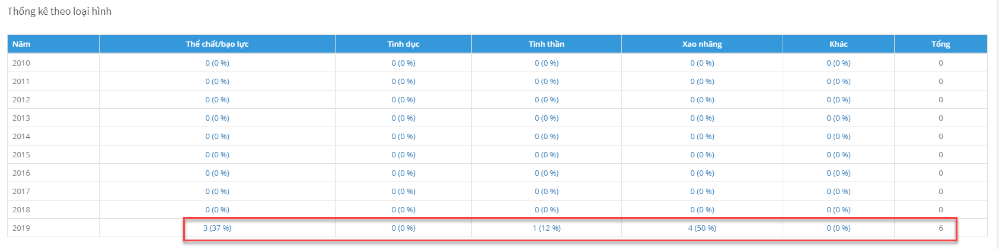 Thống kê theo loại hình
Năm Thể chất/bạo lực Tình dục Tinh thần Xao nhãng Khác Tổng
2010 0 (0 %) 0 (0 %) 0 (0 %) 0 (0 %) 0 (0 %) 0
2011 0 (0 %) 0 (0 %) 0 (0 %) 0 (0 %) 0 (0 %) 0
2012 0 (0 %) 0 (0 %) 0 (0 %) 0 (0 %) 0 (0 %) 0
2013 0 (0 %) 0 (0 %) 0 (0 %) 0 (0 %) 0 (0 %) 0
2014 0 (0 %) 0 (0 %) 0 (0 %) 0 (0 %) 0 (0 %) 0
2015 0 (0 %) 0 (0 %) 0 (0 %) 0 (0 %) 0 (0 %) 0
2016 0 (0 %) 0 (0 %) 0 (0 %) 0 (0 %) 0 (0 %) 0
2017 0 (0 %) 0 (0 %) 0 (0 %) 0 (0 %) 0 (0 %) 0
2018 0 (0 %) 0 (0 %) 0 (0 %) 0 (0 %) 0 (0 %) 0
2019 3 (37 %) 0 (0 %) 1 (12 %) 4 (50 %) 0 (0 %) 6